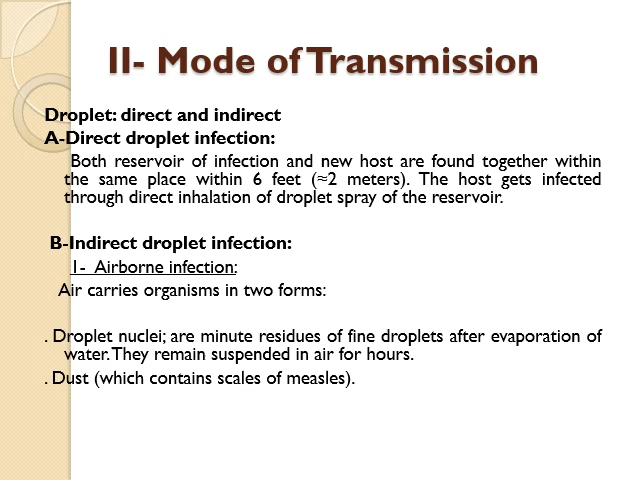 II- Mode of Transmission
Droplet: direct and indirect
A-Direct droplet infection:
Both reservoir of infection and new host are found together within
the same place within 6 feet (≈2 meters). The host gets infected
through direct inhalation of droplet spray of the reservoir.
B-Indirect droplet infection:
1- Airborne infection:
Air carries organisms in two forms:
. Droplet nuclei; are minute residues of fine droplets after evaporation of
water. They remain suspended in air for hours.
. Dust (which contains scales of measles).